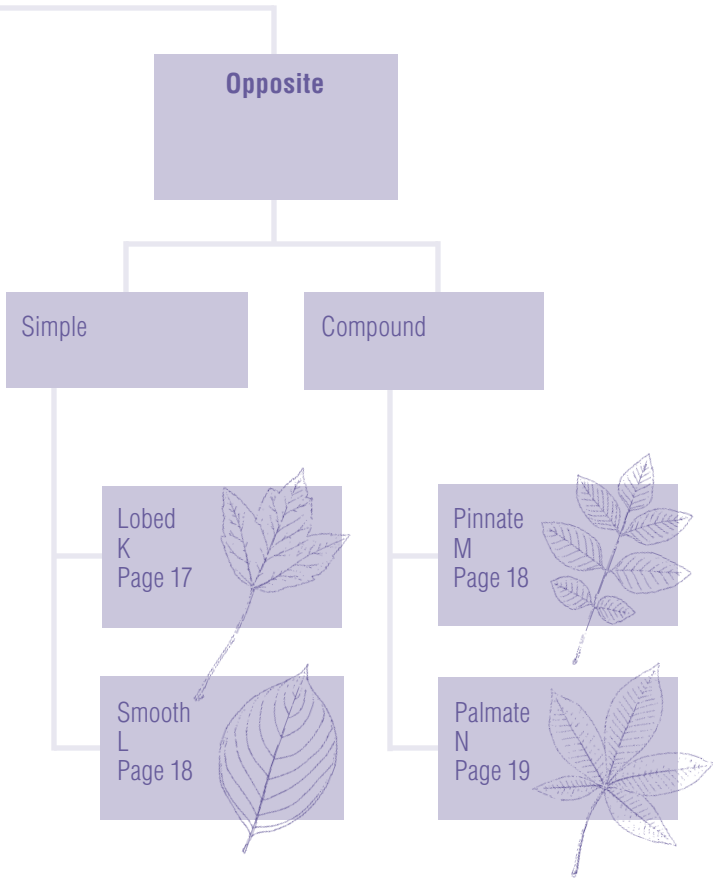 Opposite
Simple
Compound
Lobed
K
Page 17
Smooth
L
Page 18
Pinnate
M
Page 18
Palmate
N
Page 19